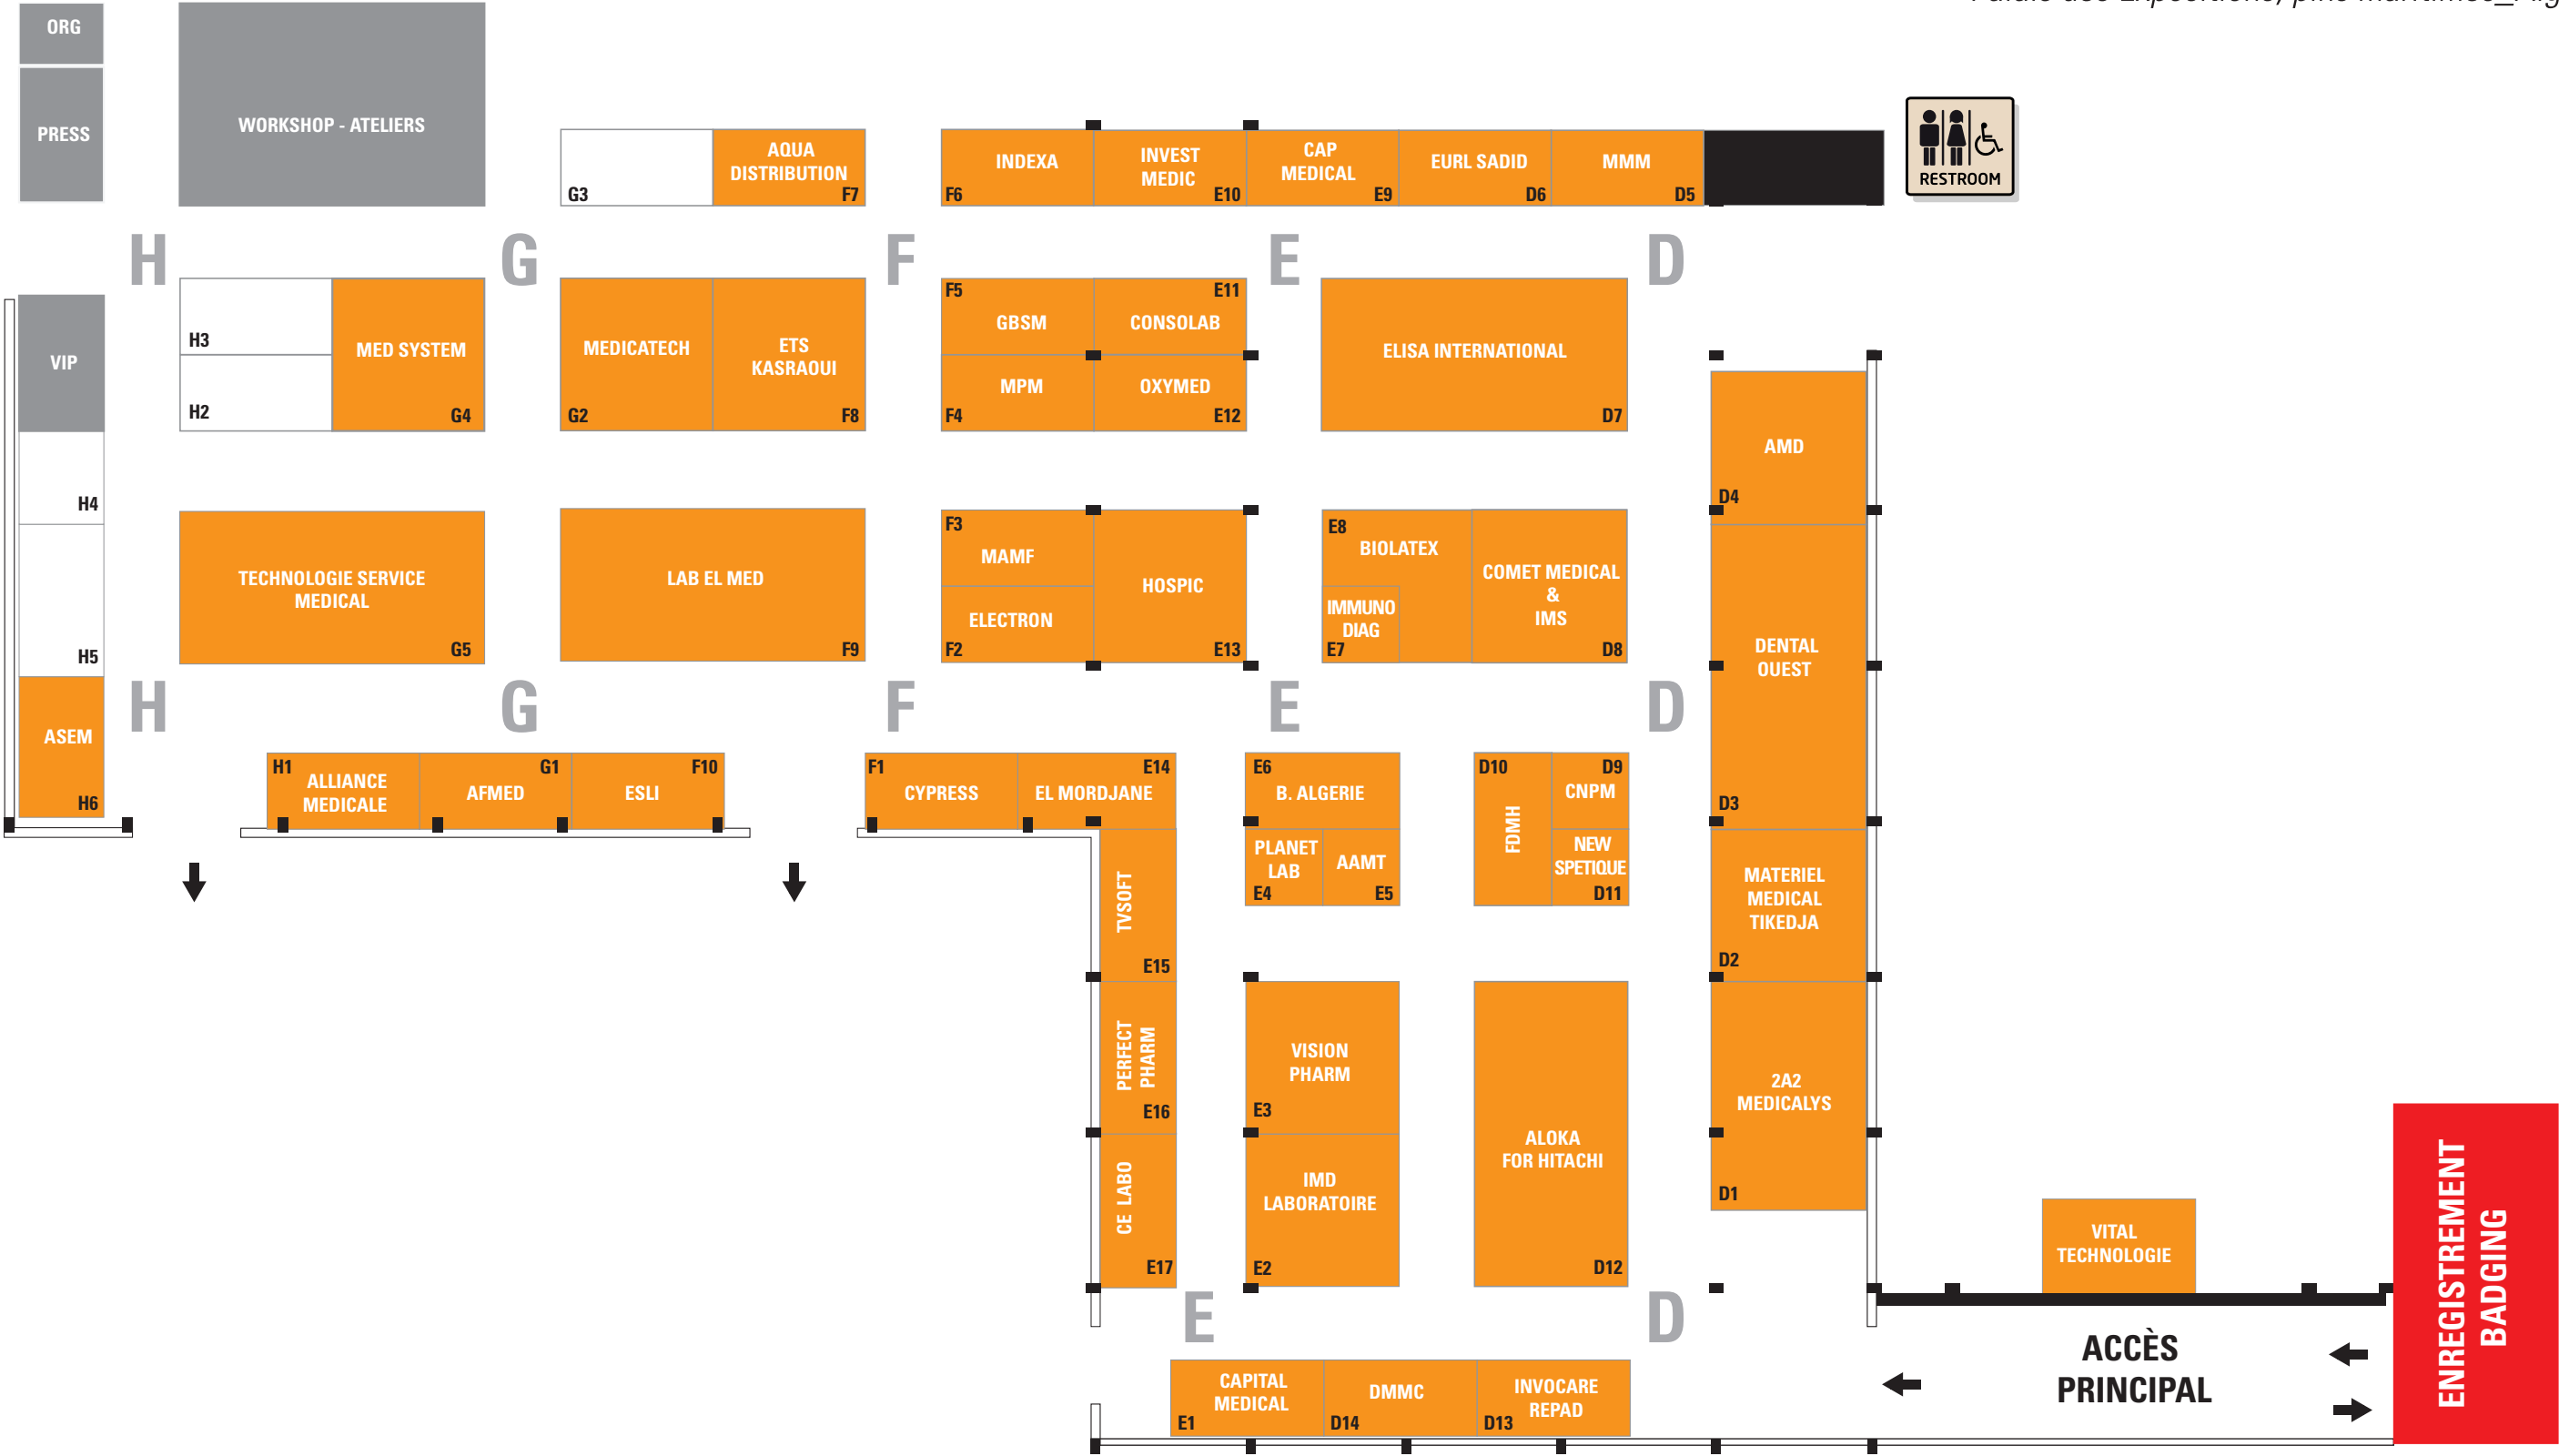 Palais des Expositions, pins maritimes_Alg
ORG
PRESS
WORKSHOP - ATELIERS
G3
AQUA
DISTRIBUTION
F7
INDEXA
F6
INVEST
MEDIC
E10
CAP
MEDICAL
E9
EURL SADID
D6
MMM
D5
RESTROOM
H
G
F
E
D
VIP
H3
H2
MED SYSTEM
G4
MEDICATECH
G2
ETS
KASRAOUI
F8
F5
GBSM
E11
CONSOLAB
MPM
F4
OXYMED
E12
ELISA INTERNATIONAL
D7
AMD
D4
H4
H5
TECHNOLOGIE SERVICE
MEDICAL
G5
LAB EL MED
F9
F3
MAMF
ELECTRON
F2
HOSPIC
E13
E8
BIOLATEX
IMMUNO
DIAG
E7
COMET MEDICAL
&
IMS
D8
DENTAL
OUEST
D3
H
G
F
E
D
ASEM
H6
H1
ALLIANCE
MEDICALE
G1
AFMED
F10
ESLI
F1
CYPRESS
E14
EL MORDJANE
E6
B. ALGERIE
PLANET
LAB
E4
AAMT
E5
D10
FDMH
D9
CNPM
NEW
SPETIQUE
D11
MATERIEL
MEDICAL
TIKEDJA
D2
TVSOFT
E15
PERFECT
PHARM
E16
CE LABO
E17
VISION
PHARM
E3
IMD
LABORATOIRE
E2
ALOKA
FOR HITACHI
D12
2A2
MEDICALYS
D1
VITAL
TECHNOLOGIE
ENREGISTREMENT
BADGING
E
D
ACCÈS
PRINCIPAL
CAPITAL
MEDICAL
E1
DMMC
D14
INVOCARE
REPAD
D13